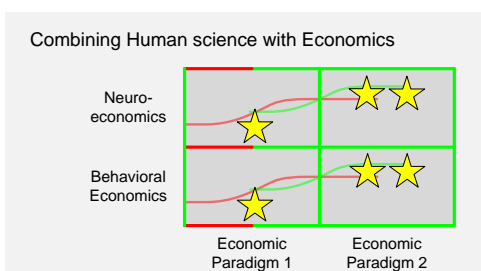 Combining Human science with Economics
Neuro-
economics
Behavioral
Economics
Economic
Paradigm 1
Economic
Paradigm 2